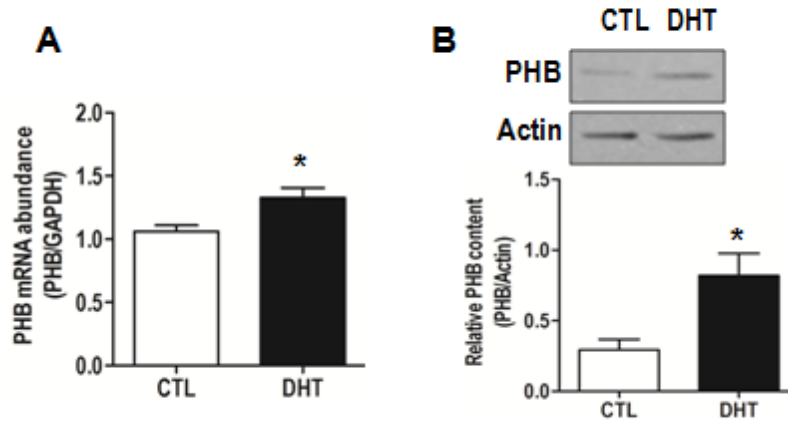 A
PHB mRNA abundance
(PHB/GAPDH)
2.0
1.5
1.0
0.5
0.0
*
CTL DHT
B
CTL DHT
PHB
Actin
Relative PHB content
(PHB/Actin)
1.5
1.0
0.5
0.0
*
CTL DHT